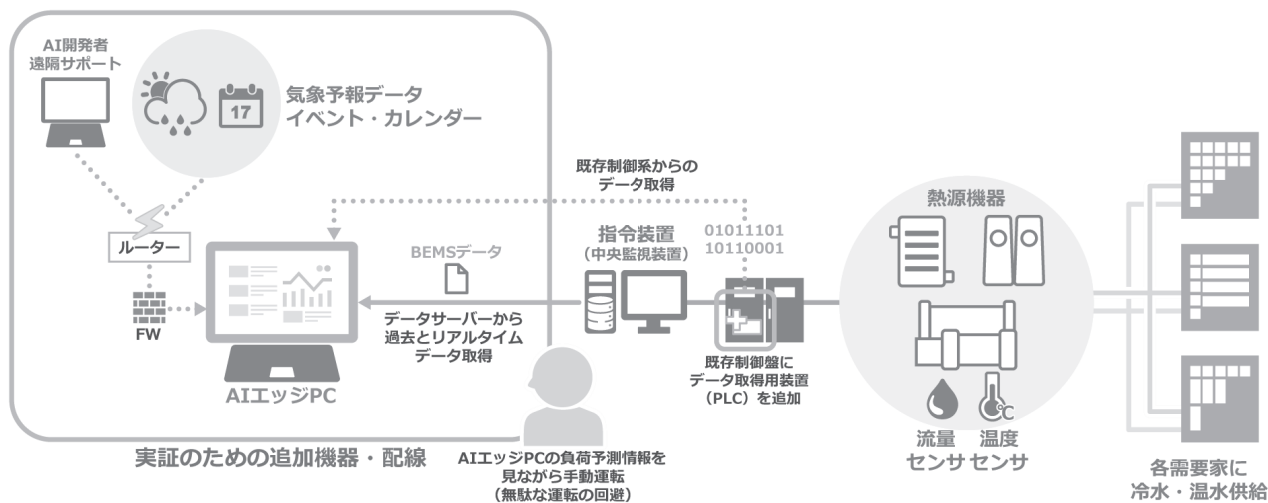 AI開発者
遠隔サポート
17
気象予報データ
イベント・カレンダー
ルーター
FW
AIエッジPC
BEMSデータ
データサーバーから
過去とリアルタイム
データ取得
既存制御系からの
データ取得
指令装置
（中央監視装置）
01011101
10110001
既存制御盤に
データ取得用装置
（PLC）を追加
熱源機器
℃
流量
センサ
温度
センサ
各需要家に
冷水・温水供給
実証のための追加機器・配線
AIエッジPCの負荷予測情報を
見ながら手動運転
（無駄な運転の回避）